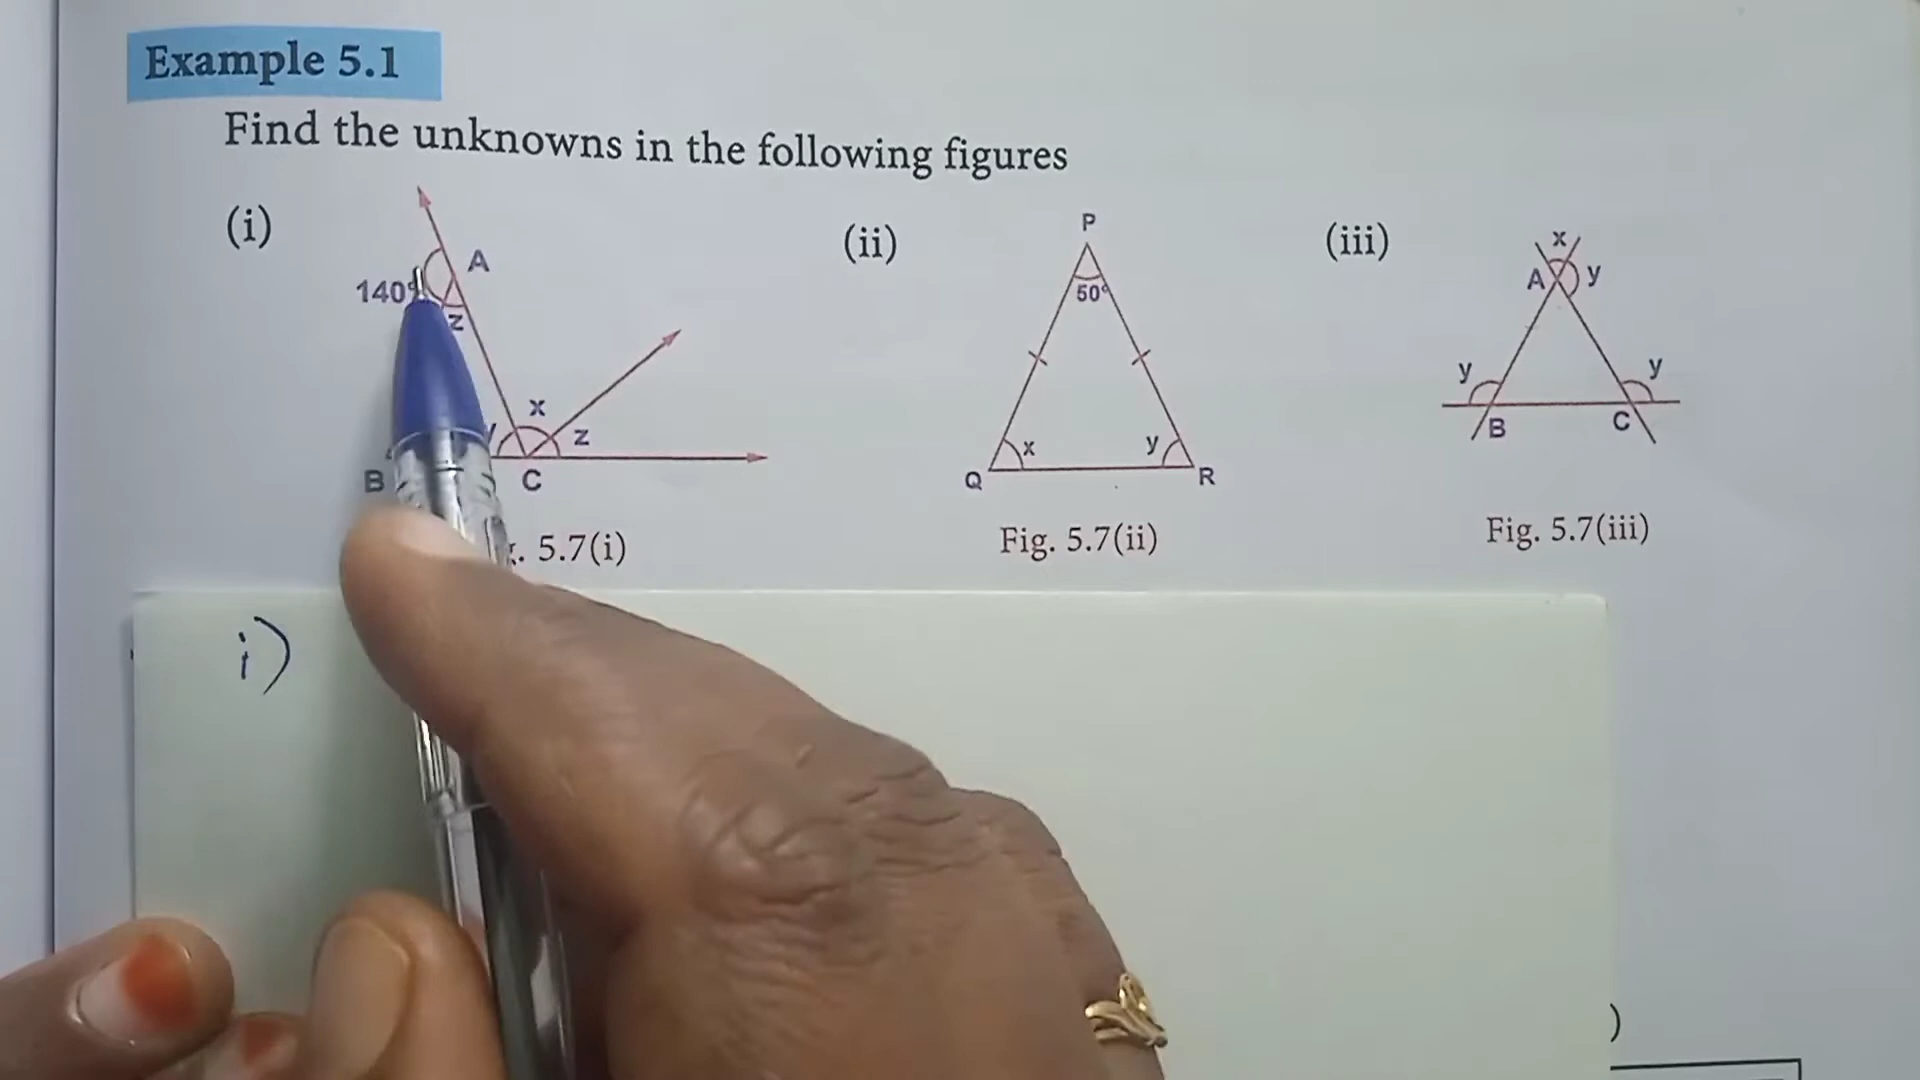 Example 5.1
Find the unknowns in the following figures
(i)
A
140°
z
x
z
B
C
5.7(i)
(ii)
P
50°
x
y
Q
R
Fig. 5.7(ii)
(iii)
x
A
y
y
y
B
C
Fig. 5.7(iii)
i)
)